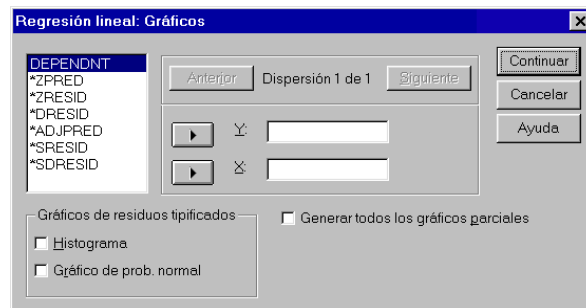 Regresión lineal: Gráficos
DEPENDNT
*ZPRED
*ZRESID
*DRESID
*ADJPRED
*SRESID
*SDRESID
Anterior
Dispersión 1 de 1
Siguiente
Y:
X:
Continuar
Cancelar
Ayuda
Gráficos de residuos tipificados
Histograma
Gráfico de prob. normal
Generar todos los gráficos parciales